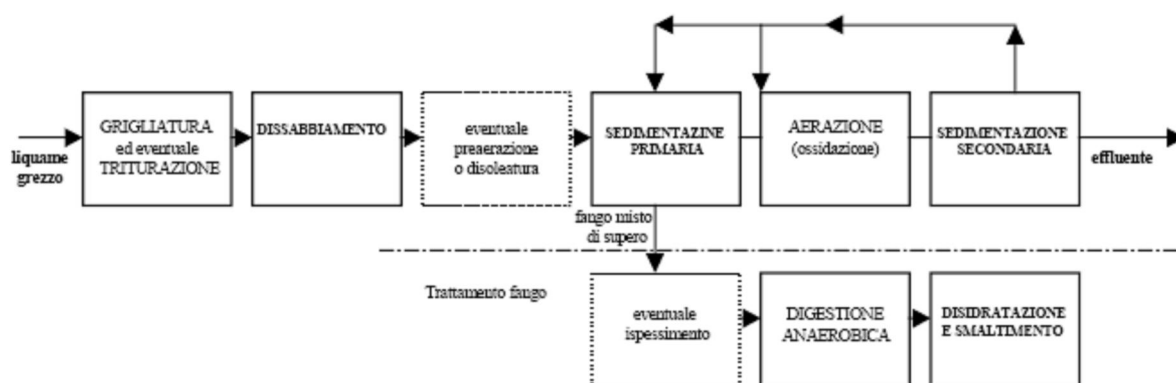 GRIGLIATURA
ed eventuale
TRITURAZIONE
DISSABBIAMENTO
eventuale
preaerazione
o disoleatura
SEDIMENTAZINE
PRIMARIA
AERAZIONE
(ossidazione)
SEDIMENTAZIONE
SECONDARIA
liquame
grezzo
effluente
fango misto
di supero
Trattamento fango
eventuale
ispessimento
DIGESTIONE
ANAEROBICA
DISIDRATAZIONE
E SMALTIMENTO